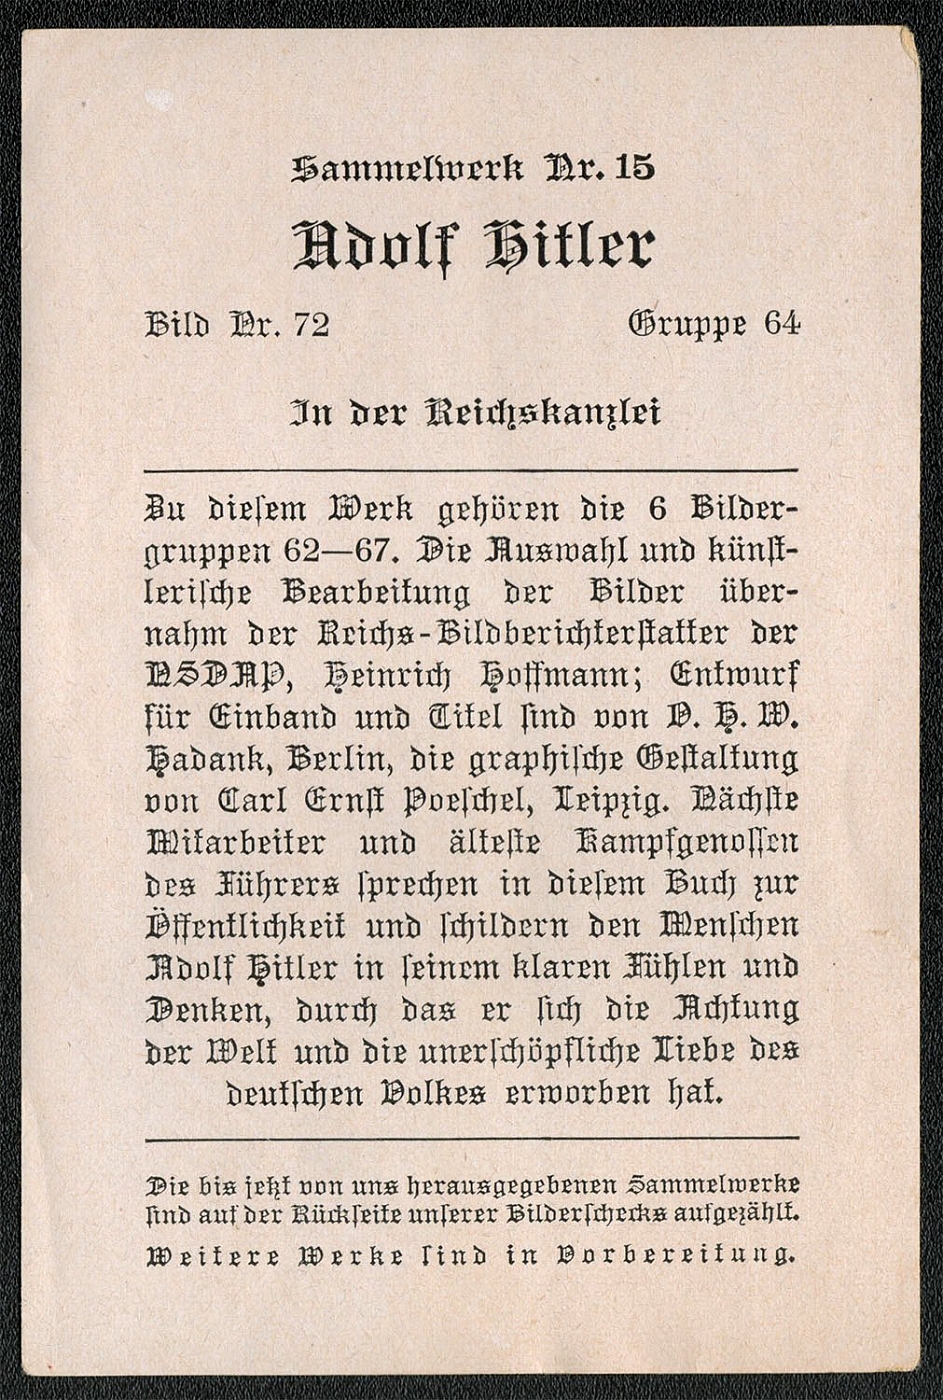 Sammelwerk Nr. 15
Adolf Hitler
Bild Nr. 72 Gruppe 64
In der Reichskanzlei
Zu dieſem Werk gehören die 6 Bilder-
gruppen 62—67. Die Auswahl und künſt-
leriſche Bearbeitung der Bilder über-
nahm der Reichs-Bildberichterſtatter der
NSDAP, Heinrich Hoffmann; Entwurf
für Einband und Titel ſind von O. H. W.
Hadank, Berlin, die graphiſche Geſtaltung
von Carl Ernſt Poeſchel, Leipzig. Nächſte
Mitarbeiter und älteſte Kampfgenoſſen
des Führers ſprechen in dieſem Buch zur
Öffentlichkeit und ſchildern den Menſchen
Adolf Hitler in ſeinem klaren Fühlen und
Denken, durch das er ſich die Achtung
der Welt und die unerſchöpfliche Liebe des
deutſchen Volkes erworben hat.
Die bis jetzt von uns herausgegebenen Sammelwerke
ſind auf der Rückſeite unſerer Bilderſchecks aufgezählt.
Weitere Werke ſind in Vorbereitung.